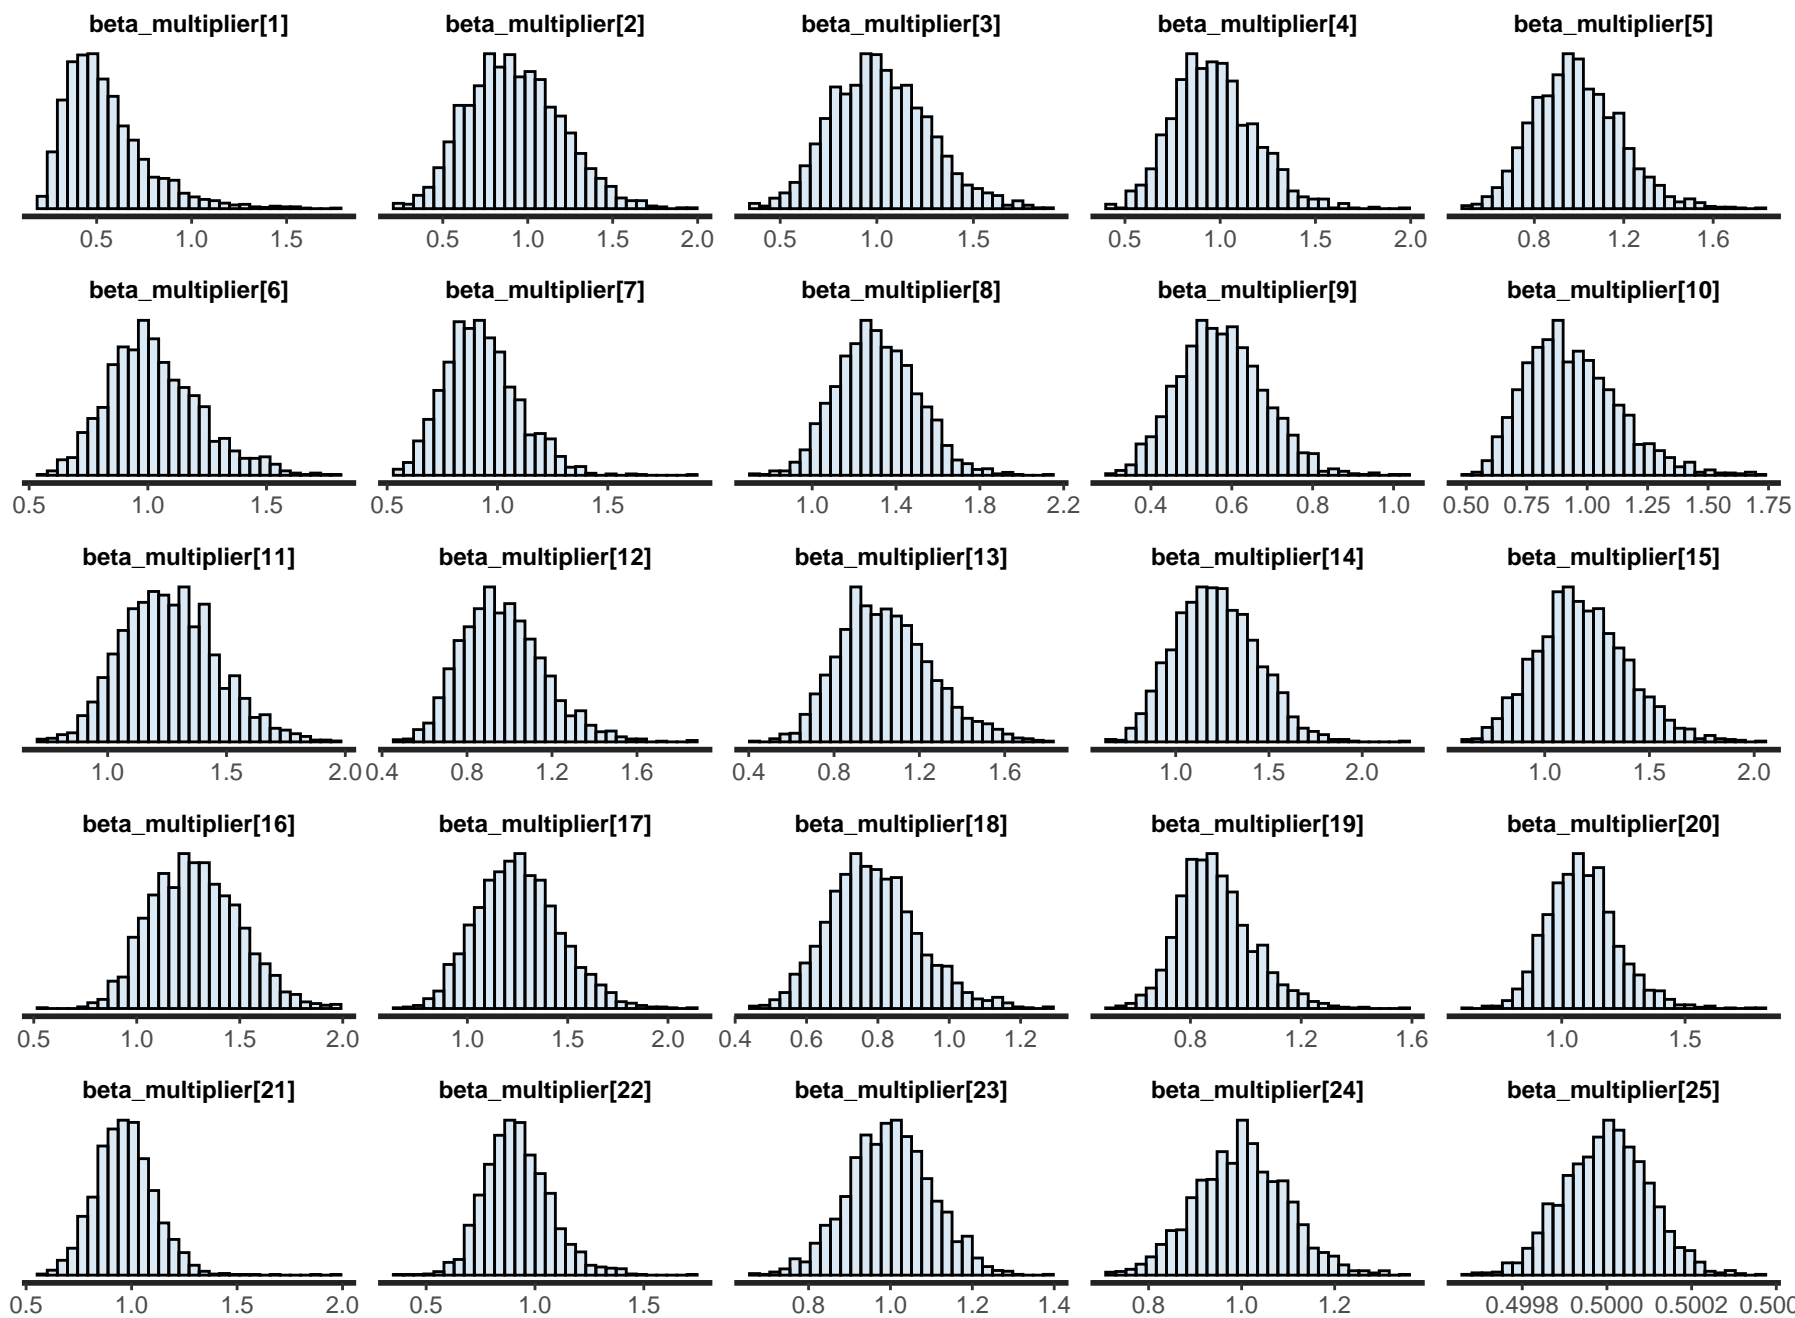 beta_multiplier[1] beta_multiplier[2] beta_multiplier[3] beta_multiplier[4] beta_multiplier[5]
0.5 1.0 1.5 0.5 1.0 1.5 2.0 0.5 1.0 1.5 0.5 1.0 1.5 2.0 0.8 1.2 1.6
beta_multiplier[6] beta_multiplier[7] beta_multiplier[8] beta_multiplier[9] beta_multiplier[10]
0.5 1.0 1.5 0.5 1.0 1.5 1.0 1.4 1.8 2.2 0.4 0.6 0.8 1.0 0.50 0.75 1.00 1.25 1.50 1.75
beta_multiplier[11] beta_multiplier[12] beta_multiplier[13] beta_multiplier[14] beta_multiplier[15]
1.0 1.5 2.0 0.4 0.8 1.2 1.6 0.4 0.8 1.2 1.6 1.0 1.5 2.0 1.0 1.5 2.0
beta_multiplier[16] beta_multiplier[17] beta_multiplier[18] beta_multiplier[19] beta_multiplier[20]
0.5 1.0 1.5 2.0 1.0 1.5 2.0 0.4 0.6 0.8 1.0 1.2 0.8 1.2 1.6 1.0 1.5
beta_multiplier[21] beta_multiplier[22] beta_multiplier[23] beta_multiplier[24] beta_multiplier[25]
0.5 1.0 1.5 2.0 0.5 1.0 1.5 0.8 1.0 1.2 1.4 0.8 1.0 1.2 0.4998 0.5000 0.5002